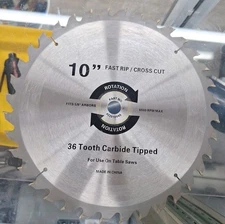 10" FAST RIP / CROSS CUT
ROTATION
ROTATION
36 Tooth Carbide Tipped
For Use On Table Saws
MADE IN CHINA